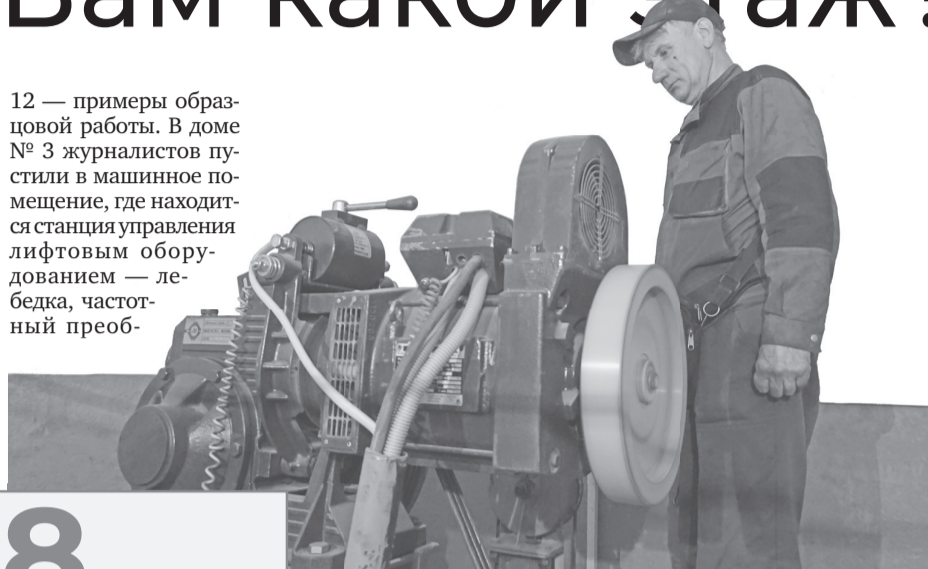 Вам какой этаж?
12 — примеры образ-
цовой работы. В доме
№ 3 журналистов пу-
стили в машинное по-
мещение, где находит-
ся станция управления
лифтовым обору-
дованием — ле-
бедка, частот-
ный преоб-
8